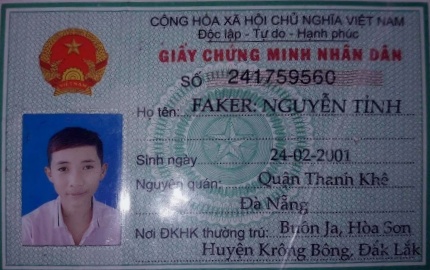 CỘNG HÒA XÃ HỘI CHỦ NGHĨA VIỆT NAM
Độc lập - Tự do - Hạnh phúc
GIẤY CHỨNG MINH NHÂN DÂN
SỐ 241759560
Họ tên: FAKER: NGUYỄN TỈNH
Sinh ngày 24-02-2001
Nguyên quán: Quận Thanh Khê
Đà Nẵng
Nơi ĐKHK thường trú: Buôn Ja, Hòa Sơn
Huyện Krông Bông, Đắk Lắk